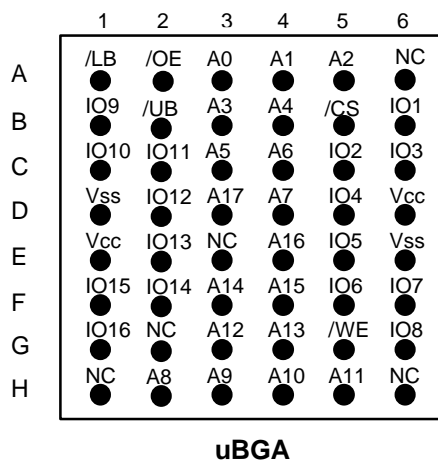 1 2 3 4 5 6
A /LB /OE A0 A1 A2 NC
B IO9 /UB A3 A4 /CS IO1
C IO10 IO11 A5 A6 IO2 IO3
D Vss IO12 A17 A7 IO4 Vcc
E Vcc IO13 NC A16 IO5 Vss
F IO15 IO14 A14 A15 IO6 IO7
G IO16 NC A12 A13 /WE IO8
H NC A8 A9 A10 A11 NC
uBGA